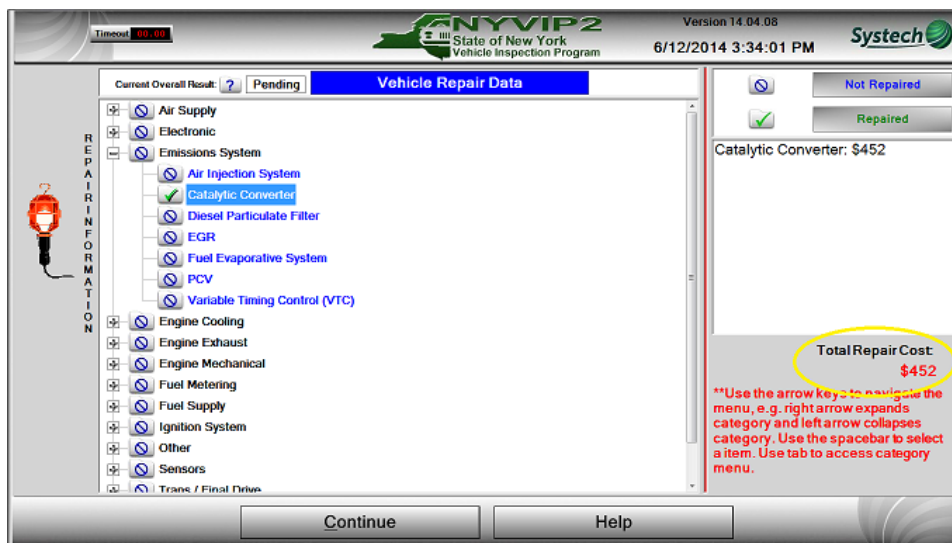 Timeout 00.00
NYVIP2
State of New York
Vehicle Inspection Program
Version 14.04.08
6/12/2014 3:34:01 PM
Systech
REPAIR INFORMATION
Current Overall Result: ? Pending
Vehicle Repair Data
Air Supply
Electronic
Emissions System
Air Injection System
Catalytic Converter
Diesel Particulate Filter
EGR
Fuel Evaporative System
PCV
Variable Timing Control (VTC)
Engine Cooling
Engine Exhaust
Engine Mechanical
Fuel Metering
Fuel Supply
Ignition System
Other
Sensors
Trans / Final Drive
Not Repaired
Repaired
Catalytic Converter: $452
Total Repair Cost:
$452
**Use the arrow keys to navigate the
menu, e.g. right arrow expands
category and left arrow collapses
category. Use the spacebar to select
a item. Use tab to access category
menu.
Continue
Help